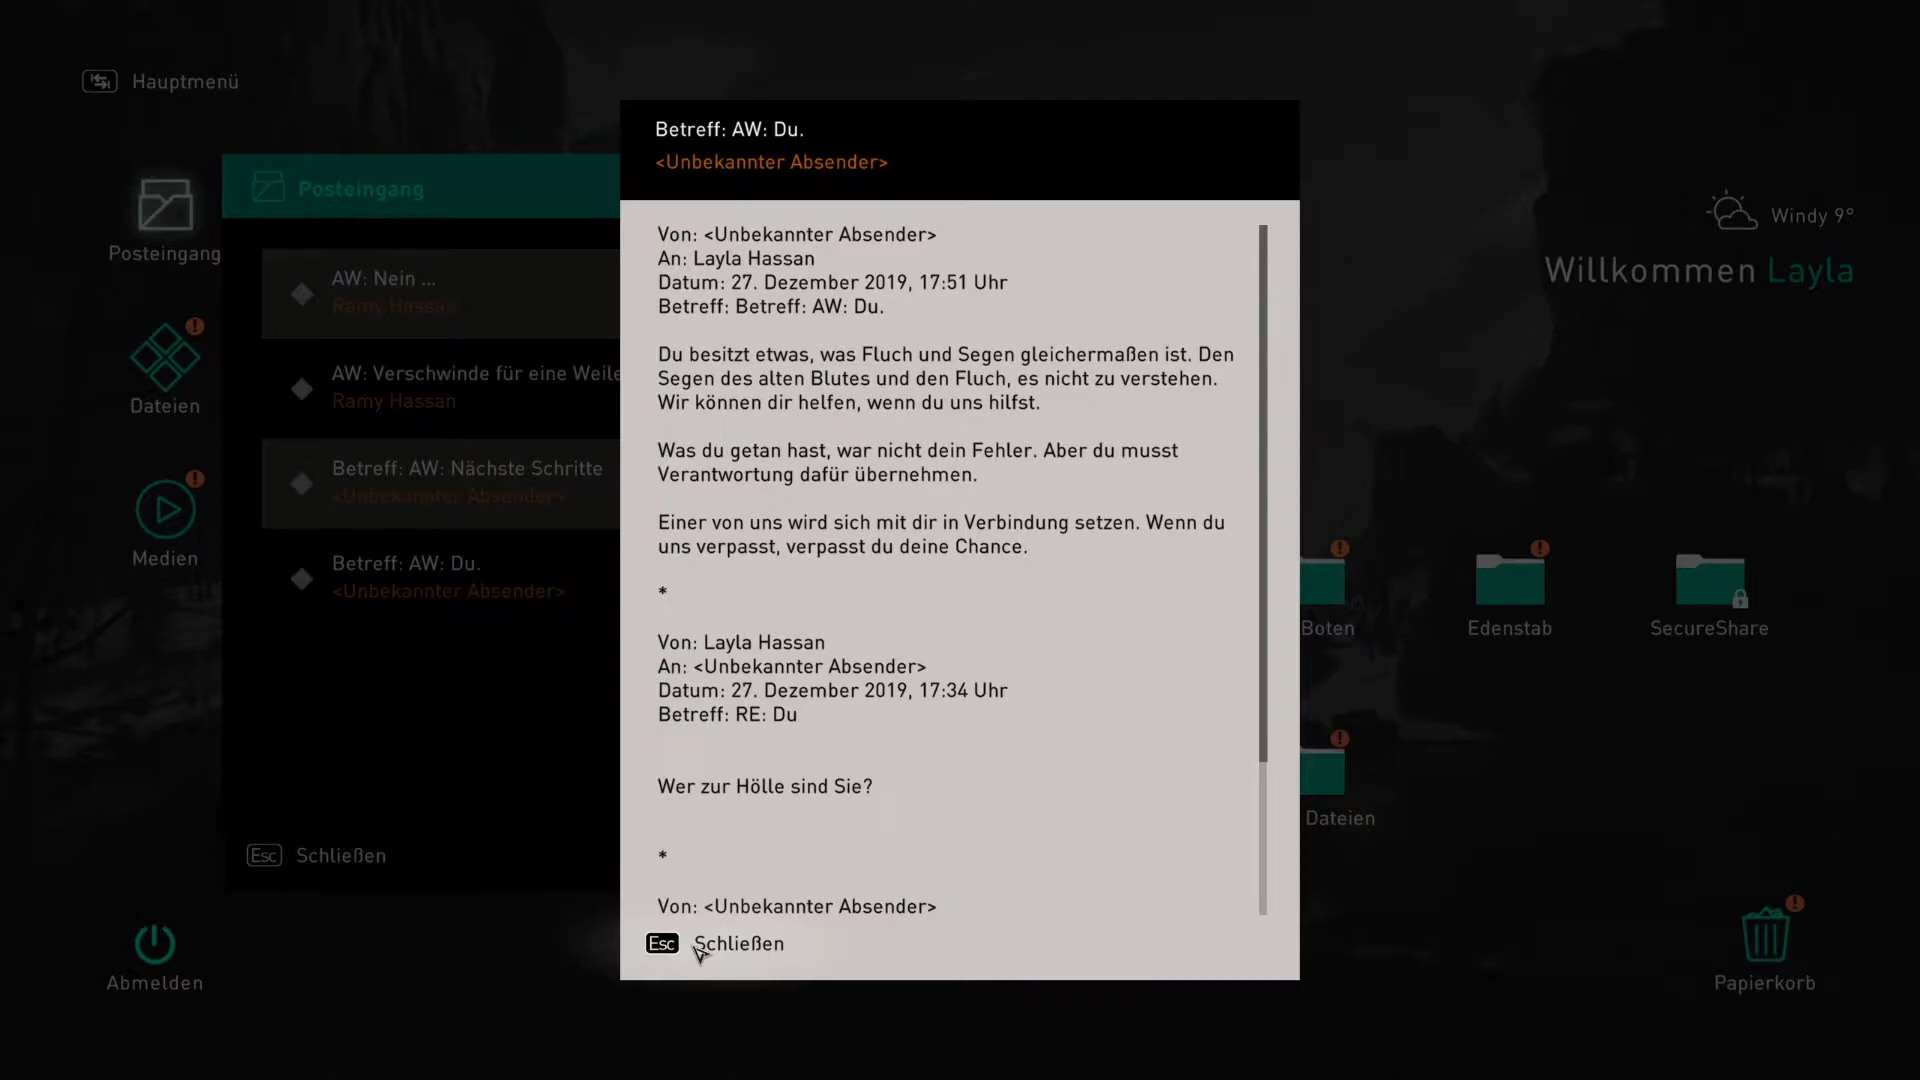 Hauptmenü
Betreff: AW: Du.
<Unbekannter Absender>
Posteingang
Posteingang
AW: Nein ...
Ramy Hassan
AW: Verschwinde für eine Weile
Ramy Hassan
Dateien
Betreff: AW: Nächste Schritte
<Unbekannter Absender>
Medien
Betreff: AW: Du.
<Unbekannter Absender>
Esc Schließen
Abmelden
Von: <Unbekannter Absender>
An: Layla Hassan
Datum: 27. Dezember 2019, 17:51 Uhr
Betreff: Betreff: AW: Du.
Du besitzt etwas, was Fluch und Segen gleichermaßen ist. Den
Segen des alten Blutes und den Fluch, es nicht zu verstehen.
Wir können dir helfen, wenn du uns hilfst.
Was du getan hast, war nicht dein Fehler. Aber du musst
Verantwortung dafür übernehmen.
Einer von uns wird sich mit dir in Verbindung setzen. Wenn du
uns verpasst, verpasst du deine Chance.
*
Von: Layla Hassan
An: <Unbekannter Absender>
Datum: 27. Dezember 2019, 17:34 Uhr
Betreff: RE: Du
Wer zur Hölle sind Sie?
*
Von: <Unbekannter Absender>
Esc Schließen
Windy 9°
Willkommen Layla
Boten
Edenstab
SecureShare
Dateien
Papierkorb